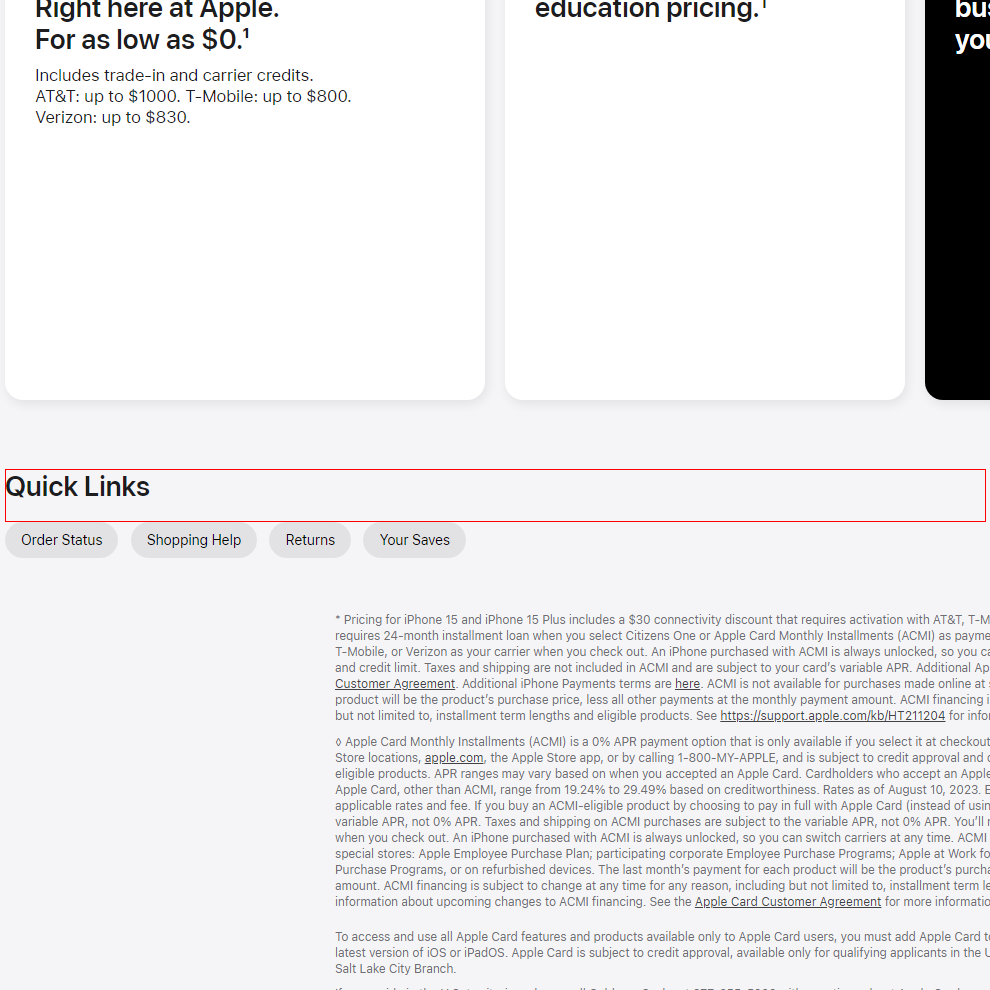 Right here at Apple.
For as low as $0.¹
Includes trade-in and carrier credits.
AT&T: up to $1000. T-Mobile: up to $800.
Verizon: up to $830.
education pricing.¹
you
Quick Links
Order Status
Shopping Help
Returns
Your Saves
* Pricing for iPhone 15 and iPhone 15 Plus includes a $30 connectivity discount that requires activation with AT&T, T-M
requires 24-month installment loan when you select Citizens One or Apple Card Monthly Installments (ACMI) as payme
T-Mobile, or Verizon as your carrier when you check out. An iPhone purchased with ACMI is always unlocked, so you ca
and credit limit. Taxes and shipping are not included in ACMI and are subject to your card's variable APR. Additional Ap
Customer Agreement. Additional iPhone Payments terms are here. ACMI is not available for purchases made online at
product will be the product's purchase price, less all other payments at the monthly payment amount. ACMI financing i
but not limited to, installment term lengths and eligible products. See https://support.apple.com/kb/HT211204 for infor
◊ Apple Card Monthly Installments (ACMI) is a 0% APR payment option that is only available if you select it at checkout
Store locations, apple.com, the Apple Store app, or by calling 1-800-MY-APPLE, and is subject to credit approval and c
eligible products. APR ranges may vary based on when you accepted an Apple Card. Cardholders who accept an Apple
Apple Card, other than ACMI, range from 19.24% to 29.49% based on creditworthiness. Rates as of August 10, 2023. E
applicable rates and fee. If you buy an ACMI-eligible product by choosing to pay in full with Apple Card (instead of usin
variable APR, not 0% APR. Taxes and shipping on ACMI purchases are subject to the variable APR, not 0% APR. You'll n
when you check out. An iPhone purchased with ACMI is always unlocked, so you can switch carriers at any time. ACMI
special stores: Apple Employee Purchase Plan; participating corporate Employee Purchase Programs; Apple at Work fo
Purchase Programs, or on refurbished devices. The last month's payment for each product will be the product's purcha
amount. ACMI financing is subject to change at any time for any reason, including but not limited to, installment term le
information about upcoming changes to ACMI financing. See the Apple Card Customer Agreement for more informatio
To access and use all Apple Card features and products available only to Apple Card users, you must add Apple Card to
latest version of iOS or iPadOS. Apple Card is subject to credit approval, available only for qualifying applicants in the U
Salt Lake City Branch.